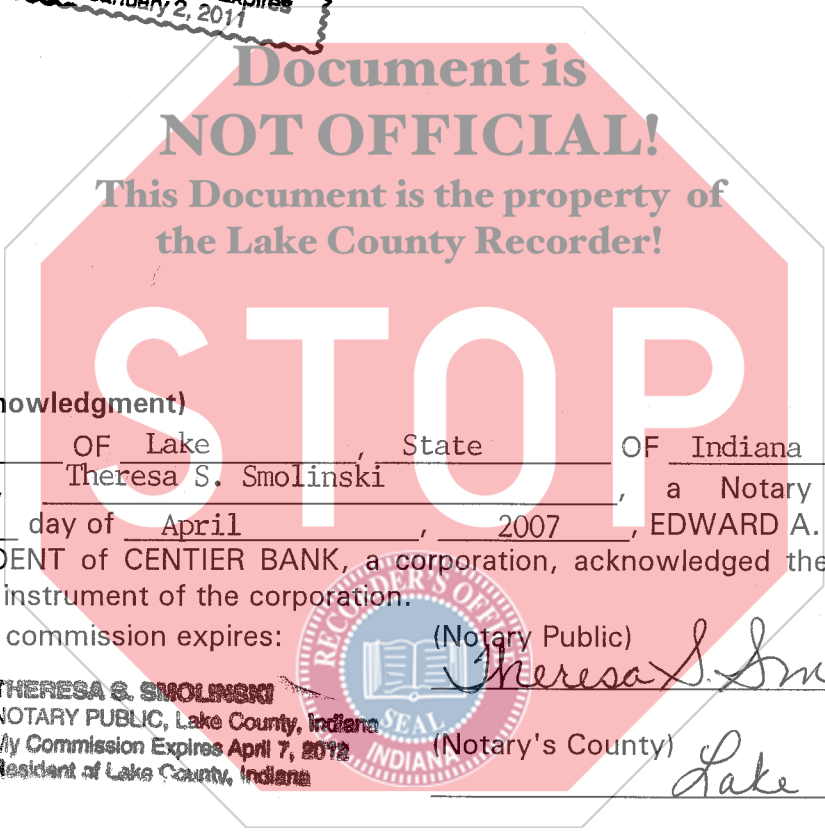 January 2, 2011
Document is
NOT OFFICIAL!
This Document is the property of
the Lake County Recorder!
STOP
nowledgment)
OF Lake, State OF Indiana
Theresa S. Smolinski, a Notary
day of April, 2007, EDWARD A.
DENT of CENTIER BANK, a corporation, acknowledged the
instrument of the corporation.
commission expires: (Notary Public)
Theresa S. Sm
THERESA S. SMOLINSKI
NOTARY PUBLIC, Lake County, Indiana
My Commission Expires April 7, 2012
Resident of Lake County, Indiana
(Notary's County)
Lake
RECORDER'S OFFICE
SEAL
INDIANA